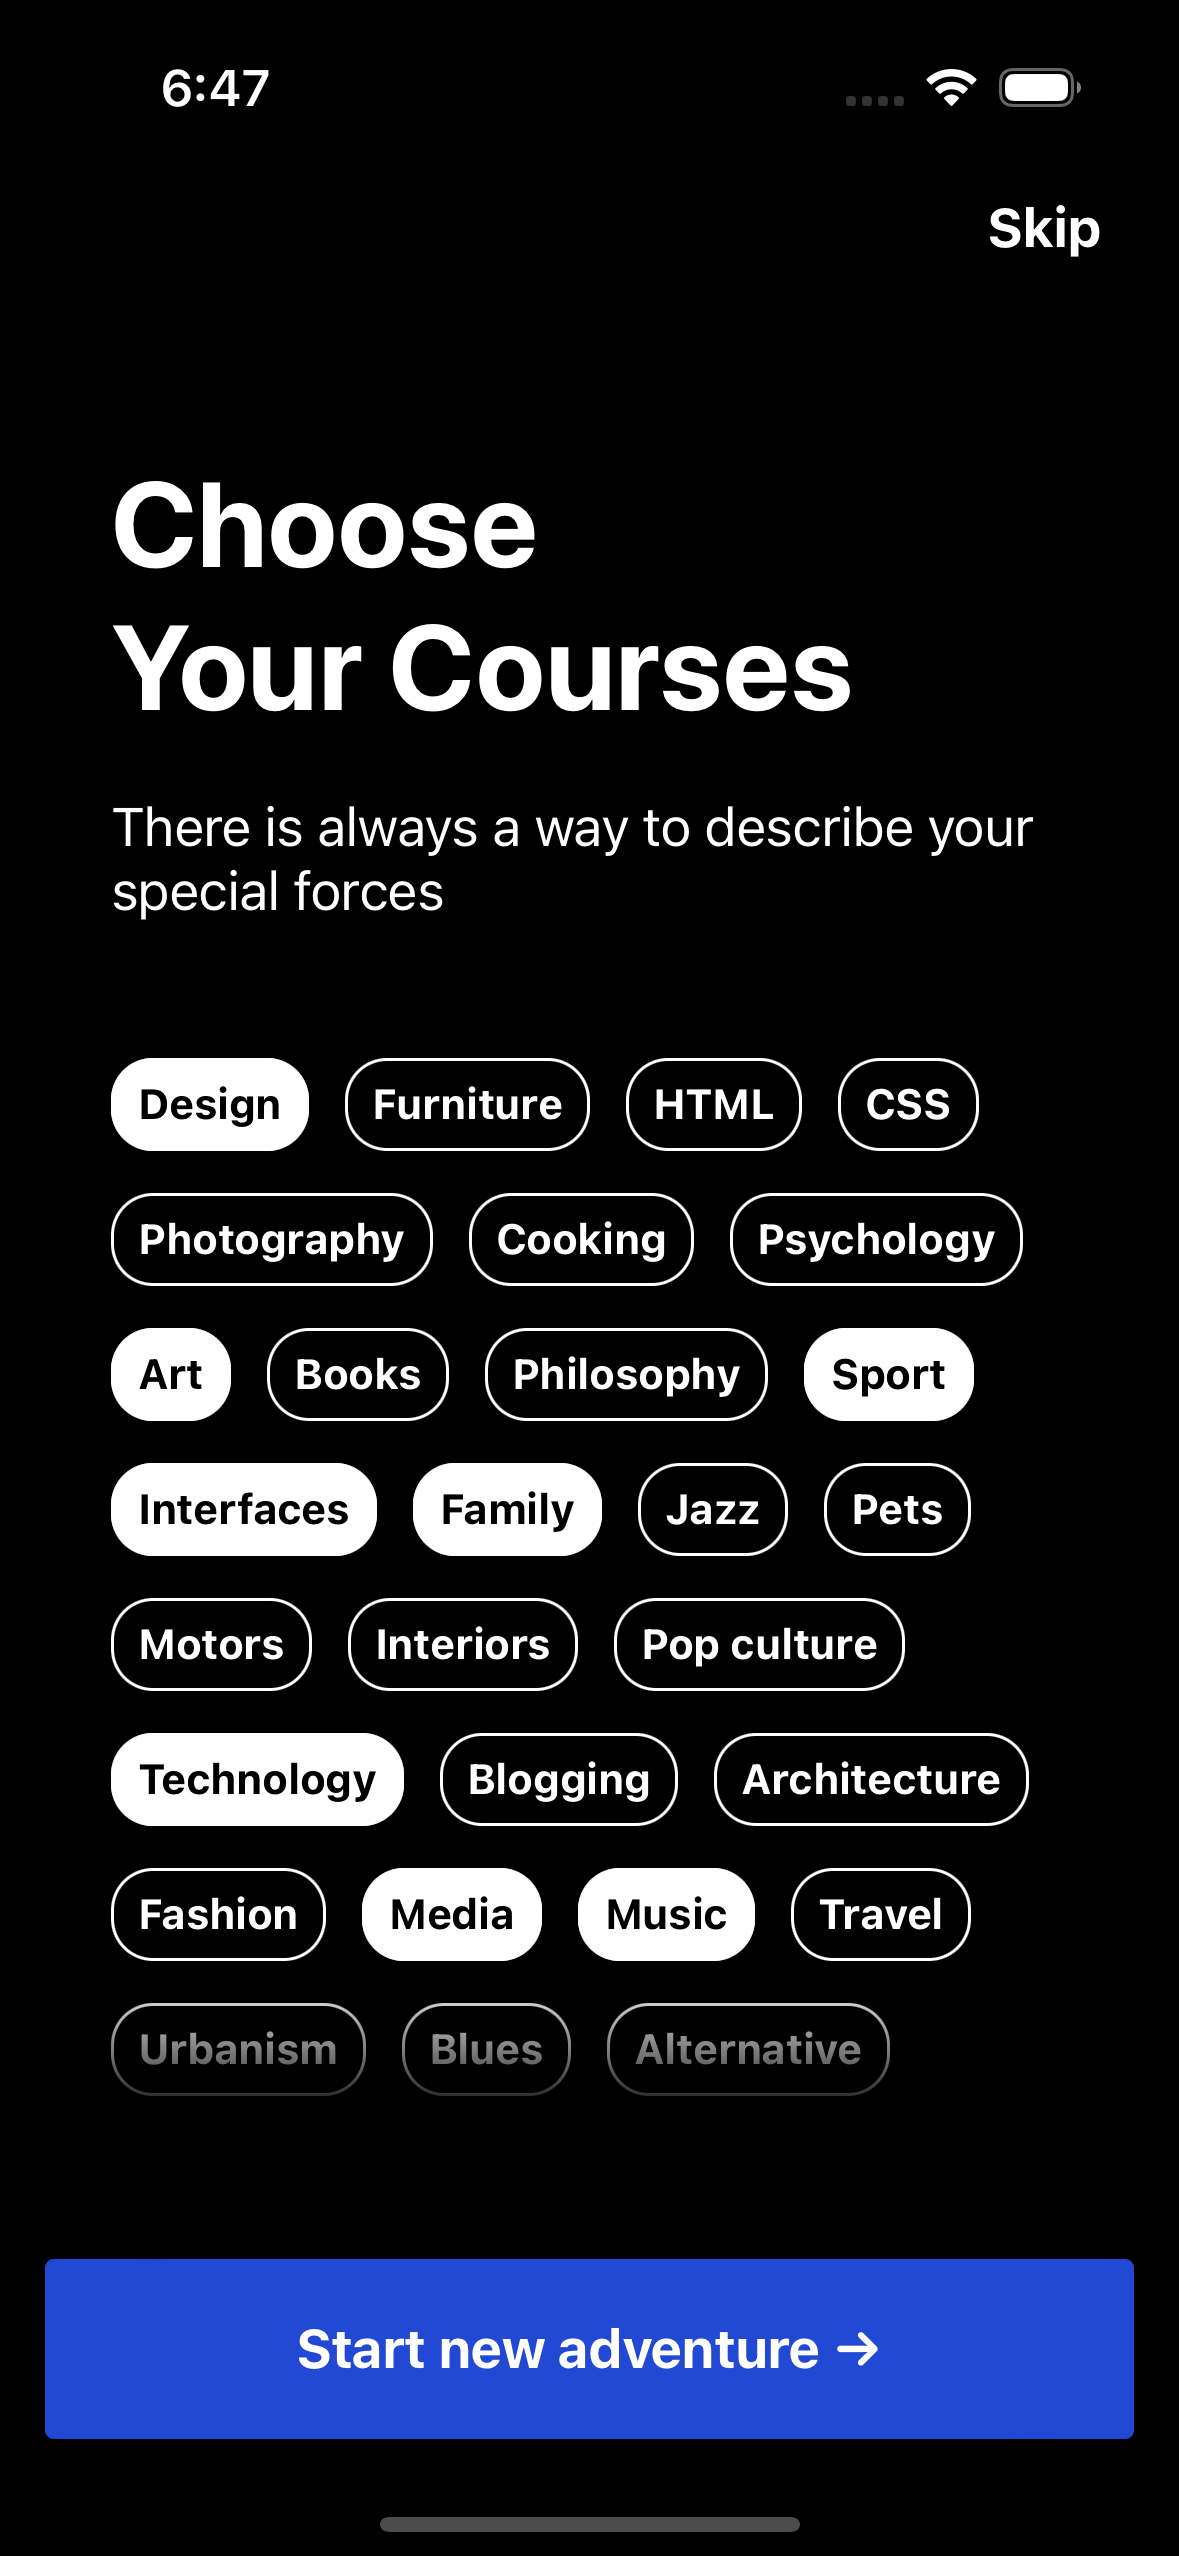 6:47
Skip
Choose
Your Courses
There is always a way to describe your
special forces
Design Furniture HTML CSS
Photography Cooking Psychology
Art Books Philosophy Sport
Interfaces Family Jazz Pets
Motors Interiors Pop culture
Technology Blogging Architecture
Fashion Media Music Travel
Urbanism Blues Alternative
Start new adventure →